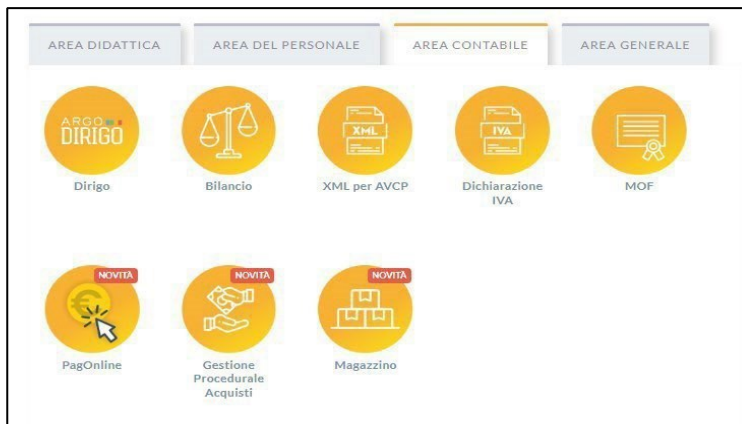 AREA DIDATTICA
AREA DEL PERSONALE
AREA CONTABILE
AREA GENERALE
ARGO
DIRIGO
XML
IVA
Dirigo
Bilancio
XML per AVCP
Dichiarazione
IVA
MOF
NOVITÀ
NOVITÀ
NOVITÀ
€
PagOnline
Gestione
Procedurale
Acquisti
Magazzino